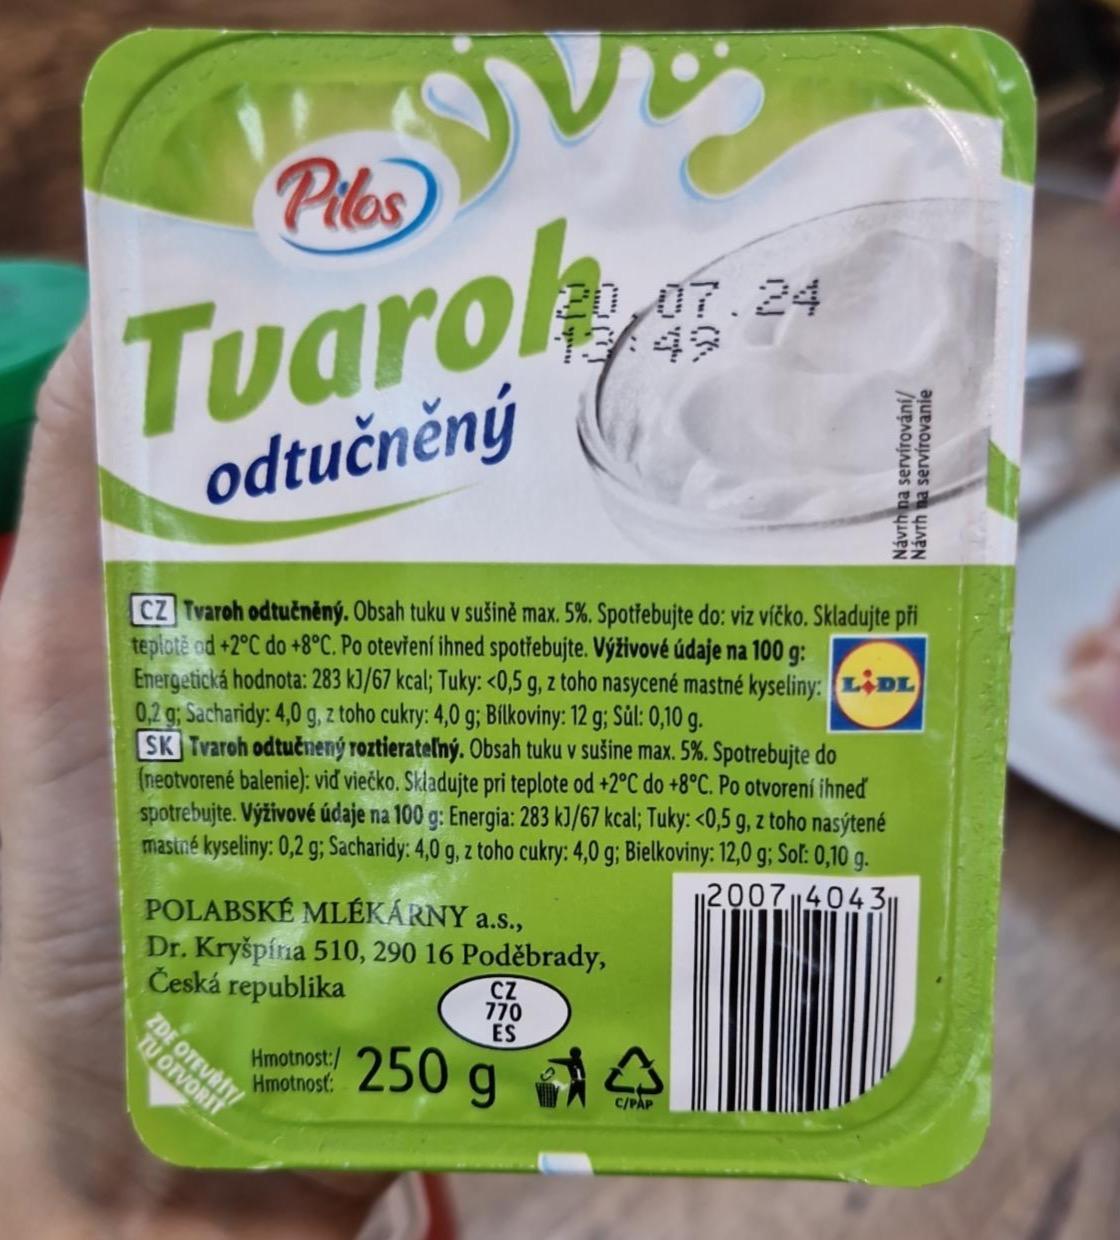 Pilos
Tvaroh
20.07.24
13:49
odtučněný
Návrh na servírování/
Návrh na servírovanie
CZ Tvaroh odtučněný. Obsah tuku v sušině max. 5%. Spotřebujte do: viz víčko. Skladujte při
teplotě od +2°C do +8°C. Po otevření ihned spotřebujte. Výživové údaje na 100 g:
Energetická hodnota: 283 kJ/67 kcal; Tuky: <0,5 g, z toho nasycené mastné kyseliny:
0,2 g; Sacharidy: 4,0 g, z toho cukry: 4,0 g; Bílkoviny: 12 g; Sůl: 0,10 g.
LIDL
SK Tvaroh odtučnený roztierateľný. Obsah tuku v sušine max. 5%. Spotrebujte do
(neotvorené balenie): viď viečko. Skladujte pri teplote od +2°C do +8°C. Po otvorení ihneď
spotrebujte. Výživové údaje na 100 g: Energia: 283 kJ/67 kcal; Tuky: <0,5 g, z toho nasýtené
mastné kyseliny: 0,2 g; Sacharidy: 4,0 g, z toho cukry: 4,0 g; Bielkoviny: 12,0 g; Soľ: 0,10 g.
2007 4043
POLABSKÉ MLÉKÁRNY a.s.,
Dr. Kryšpína 510, 290 16 Poděbrady,
Česká republika
CZ
770
ES
ZDE OTEVŘÍT/
TU OTVORIŤ
Hmotnost:/
Hmotnosť:
250 g
C/PAP